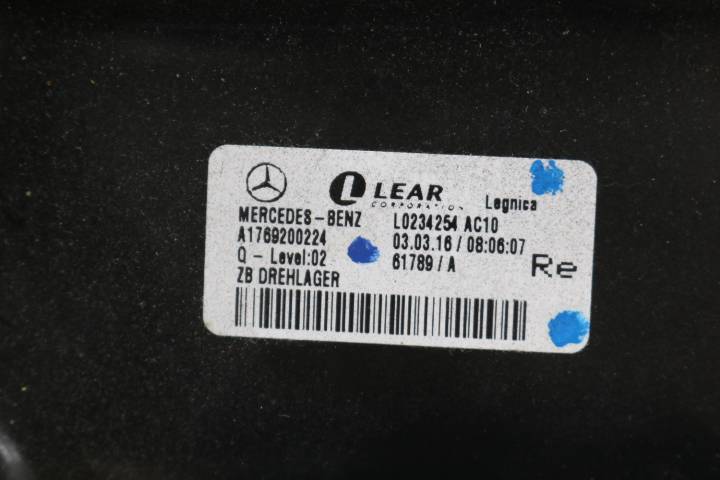 LEAR
CORPORATION
Legnica
MERCEDES-BENZ L0234254 AC10
A1769200224 03.03.16 / 08:06:07
Q - Level:02 61789 / A
ZB DREHLAGER
Re